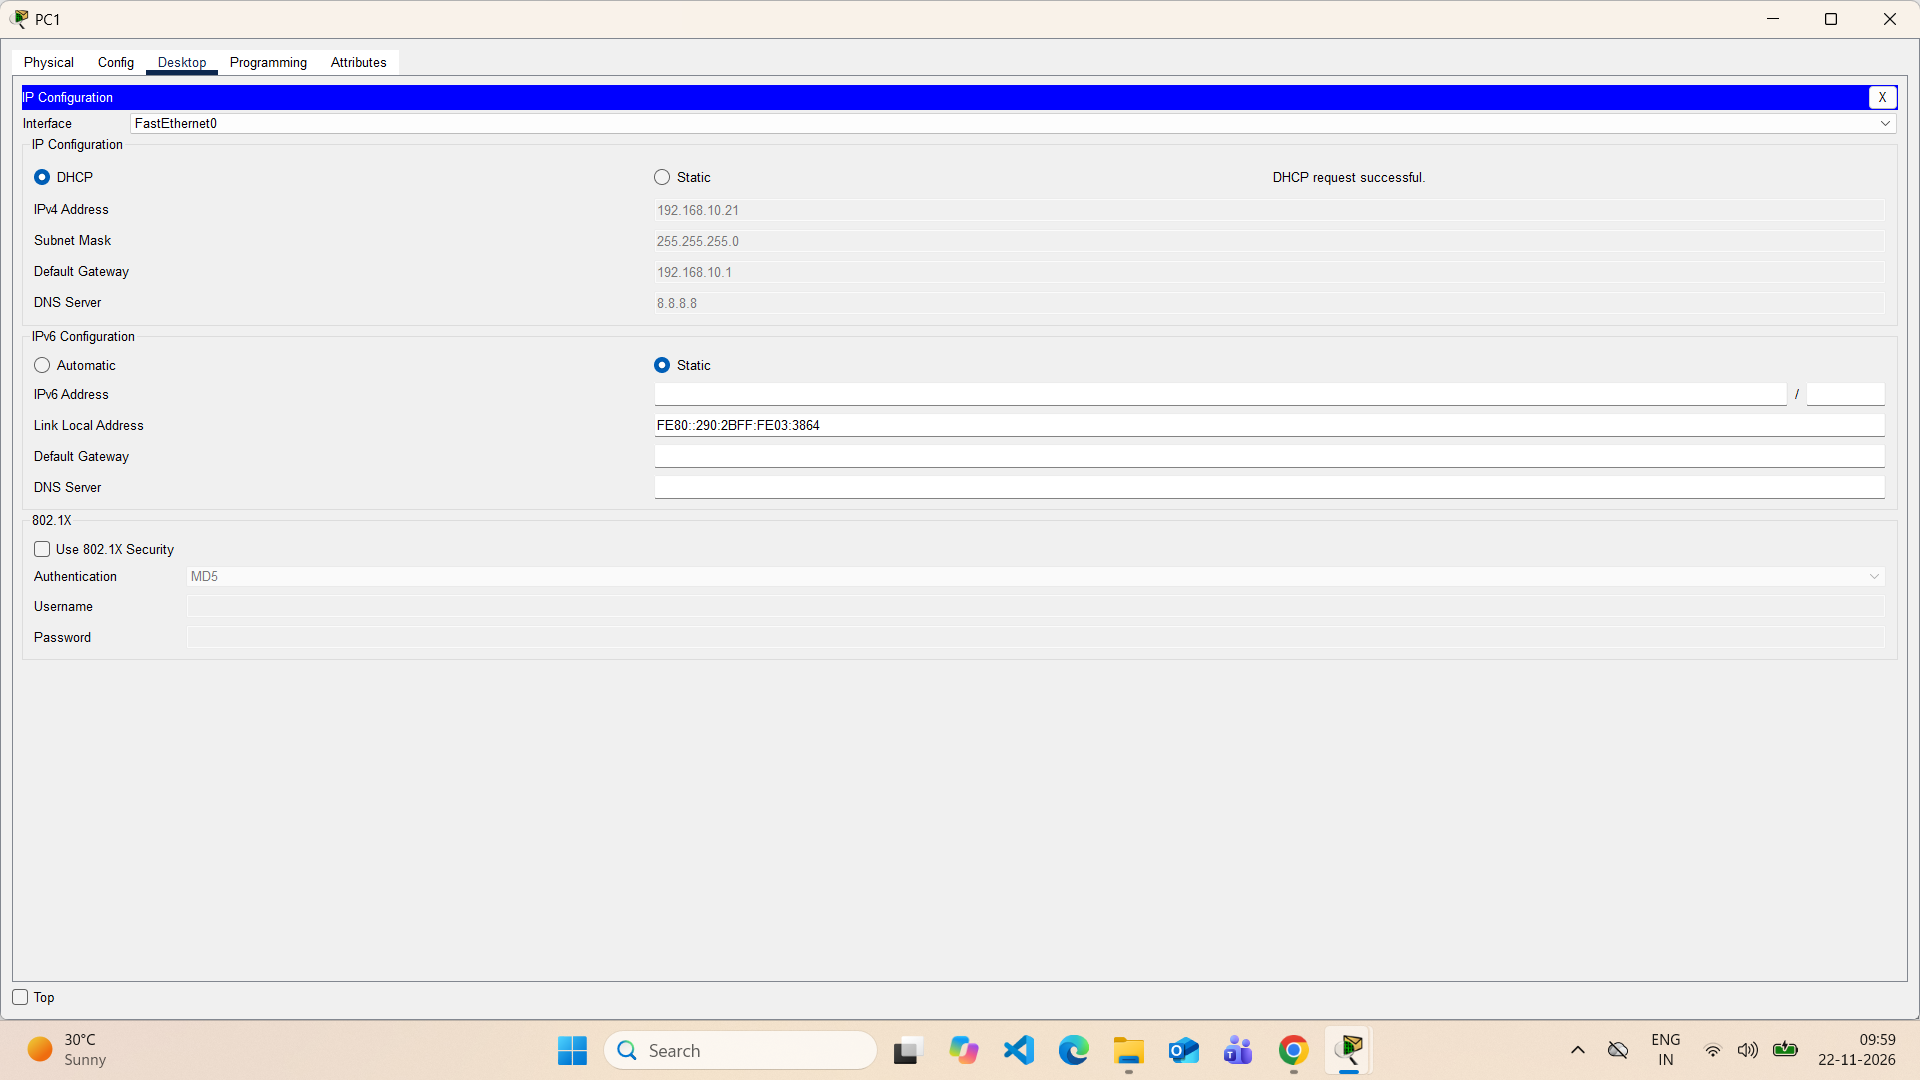 PC1
Physical Config Desktop Programming Attributes
IP Configuration X
Interface FastEthernet0
IP Configuration
DHCP Static DHCP request successful.
IPv4 Address 192.168.10.21
Subnet Mask 255.255.255.0
Default Gateway 192.168.10.1
DNS Server 8.8.8.8
IPv6 Configuration
Automatic Static
IPv6 Address /
Link Local Address FE80::290:2BFF:FE03:3864
Default Gateway
DNS Server
802.1X
Use 802.1X Security
Authentication MD5
Username
Password
Top
30°C
Sunny
Search
ENG
IN
09:59
22-11-2026